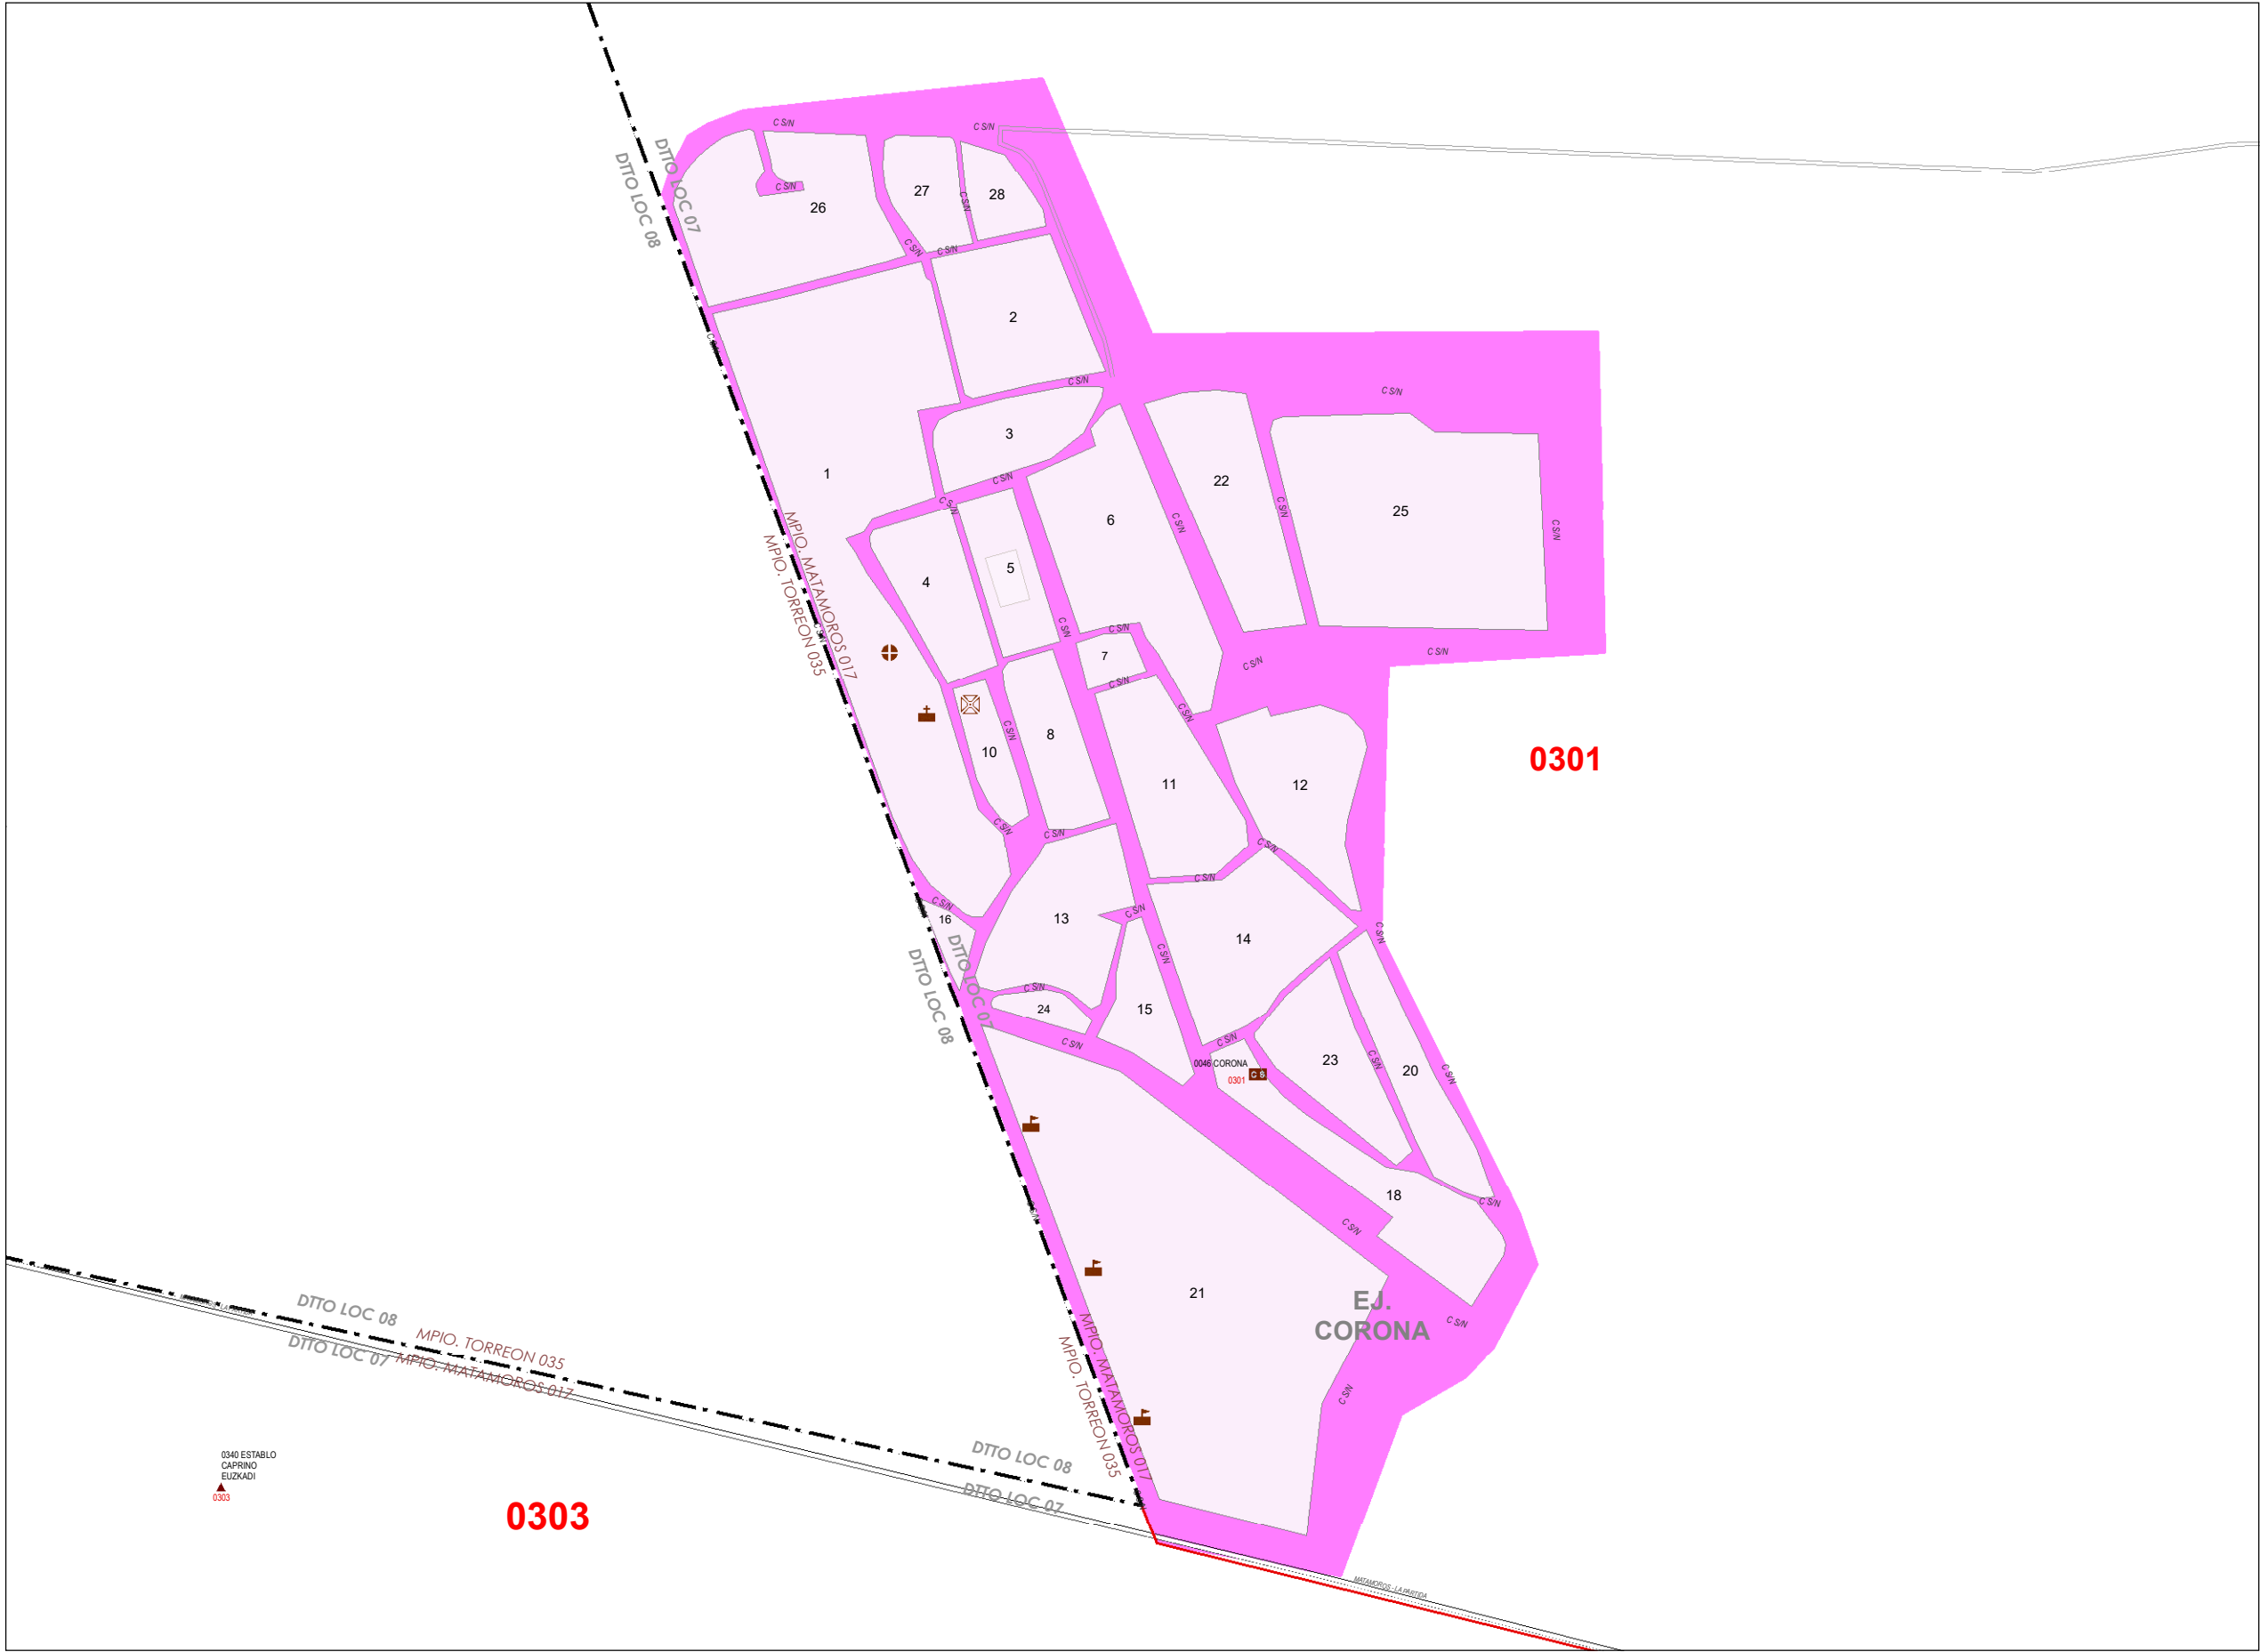 C S/N
C S/N
DTTO LOC 07
DTTO LOC 08
C S/N
26
27
C S/N
28
C S/N
C S/N
2
C S/N
C S/N
C S/N
3
1
C S/N
C S/N
22
25
C S/N
C S/N
C S/N
6
MPIO. MATAMOROS 017
MPIO. TORREON 035
4
5
C S/N
C S/N
C S/N
7
C S/N
C S/N
C S/N
C S/N
C S/N
8
10
11
12
0301
C S/N
C S/N
C S/N
C S/N
C S/N
16
13
C S/N
14
C S/N
C S/N
DTTO LOC 07
DTTO LOC 08
C S/N
24
15
C S/N
C S/N
0046 CORONA
0301
C S
23
C S/N
20
C S/N
18
C S/N
C S/N
C S/N
21
EJ.
CORONA
C S/N
C S/N
MPIO. MATAMOROS 017
MPIO. TORREON 035
DTTO LOC 08
MPIO. TORREON 035
DTTO LOC 07
MPIO. MATAMOROS 017
DTTO LOC 08
DTTO LOC 07
0340 ESTABLO
CAPRINO
EUZKADI
0303
0303
MATAMOROS - LA PARTIDA